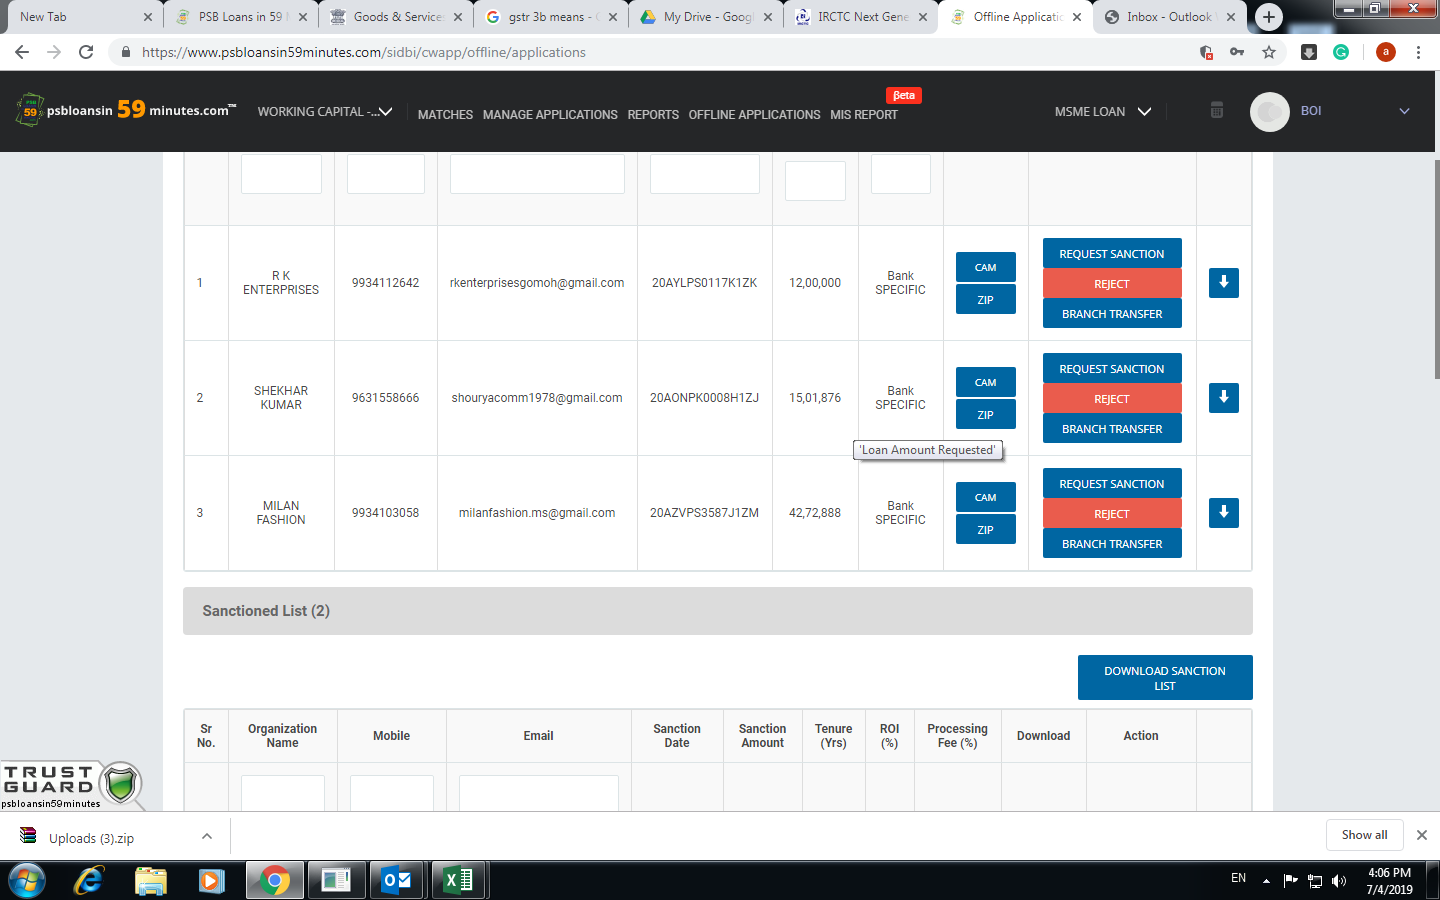 New Tab
PSB Loans in 59
Goods & Service
gstr 3b means -
My Drive - Goog
IRCTC Next Gene
Offline Applicati
Inbox - Outlook
https://www.psbloansin59minutes.com/sidbi/cwapp/offline/applications
a
psbloansin 59 minutes.com™
WORKING CAPITAL -...
MATCHES
MANAGE APPLICATIONS
REPORTS
OFFLINE APPLICATIONS
MIS REPORT
βeta
MSME LOAN
BOI
1
R K
ENTERPRISES
9934112642
rkenterprisesgomoh@gmail.com
20AYLPS0117K1ZK
12,00,000
Bank
SPECIFIC
CAM
ZIP
REQUEST SANCTION
REJECT
BRANCH TRANSFER
2
SHEKHAR
KUMAR
9631558666
shouryacomm1978@gmail.com
20AONPK0008H1ZJ
15,01,876
Bank
SPECIFIC
CAM
ZIP
REQUEST SANCTION
REJECT
BRANCH TRANSFER
'Loan Amount Requested'
3
MILAN
FASHION
9934103058
milanfashion.ms@gmail.com
20AZVPS3587J1ZM
42,72,888
Bank
SPECIFIC
CAM
ZIP
REQUEST SANCTION
REJECT
BRANCH TRANSFER
Sanctioned List (2)
DOWNLOAD SANCTION
LIST
Sr
No.
Organization
Name
Mobile
Email
Sanction
Date
Sanction
Amount
Tenure
(Yrs)
ROI
(%)
Processing
Fee (%)
Download
Action
TRUST
GUARD
psbloansin59minutes
Uploads (3).zip
Show all
EN
4:06 PM
7/4/2019